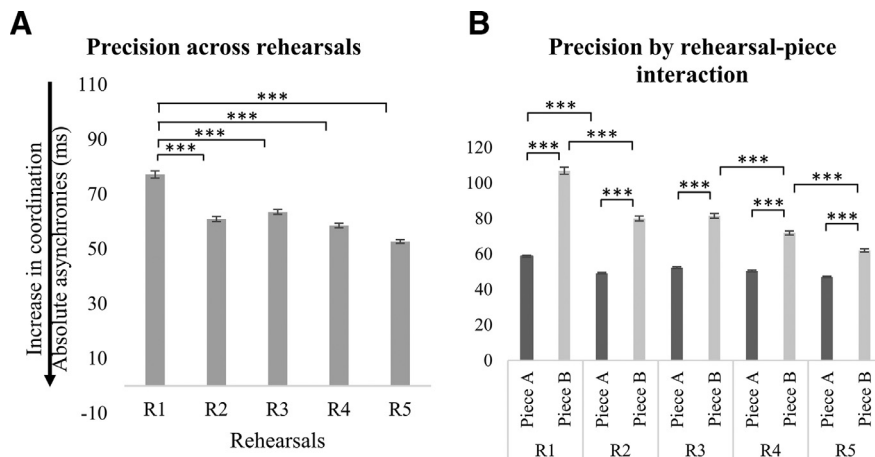 A
Precision across rehearsals
Increase in coordination
Absolute asynchronies (ms)
110
90
70
50
30
10
-10
***
***
***
***
R1 R2 R3 R4 R5
Rehearsals
B
Precision by rehearsal-piece
interaction
120
100
80
60
40
20
0
***
***
***
***
***
***
***
***
***
Piece A Piece B Piece A Piece B Piece A Piece B Piece A Piece B Piece A Piece B
R1 R2 R3 R4 R5